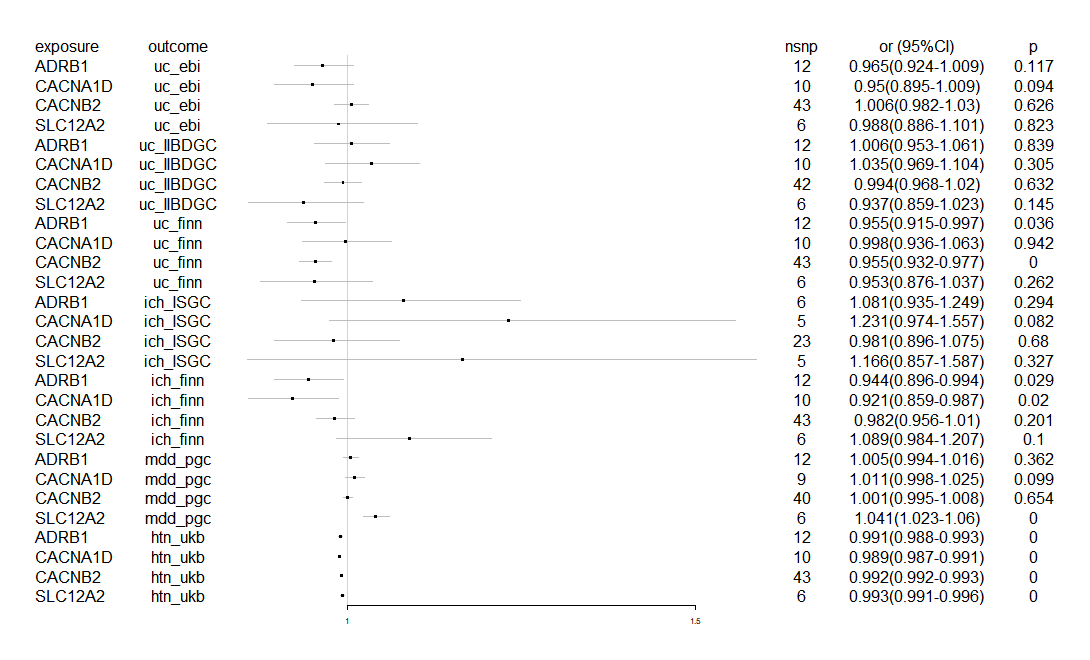 exposure outcome nsnp or (95%CI) p
ADRB1 uc_ebi 12 0.965(0.924-1.009) 0.117
CACNA1D uc_ebi 10 0.95(0.895-1.009) 0.094
CACNB2 uc_ebi 43 1.006(0.982-1.03) 0.626
SLC12A2 uc_ebi 6 0.988(0.886-1.101) 0.823
ADRB1 uc_IIBDGC 12 1.006(0.953-1.061) 0.839
CACNA1D uc_IIBDGC 10 1.035(0.969-1.104) 0.305
CACNB2 uc_IIBDGC 42 0.994(0.968-1.02) 0.632
SLC12A2 uc_IIBDGC 6 0.937(0.859-1.023) 0.145
ADRB1 uc_finn 12 0.955(0.915-0.997) 0.036
CACNA1D uc_finn 10 0.998(0.936-1.063) 0.942
CACNB2 uc_finn 43 0.955(0.932-0.977) 0
SLC12A2 uc_finn 6 0.953(0.876-1.037) 0.262
ADRB1 ich_ISGC 6 1.081(0.935-1.249) 0.294
CACNA1D ich_ISGC 5 1.231(0.974-1.557) 0.082
CACNB2 ich_ISGC 23 0.981(0.896-1.075) 0.68
SLC12A2 ich_ISGC 5 1.166(0.857-1.587) 0.327
ADRB1 ich_finn 12 0.944(0.896-0.994) 0.029
CACNA1D ich_finn 10 0.921(0.859-0.987) 0.02
CACNB2 ich_finn 43 0.982(0.956-1.01) 0.201
SLC12A2 ich_finn 6 1.089(0.984-1.207) 0.1
ADRB1 mdd_pgc 12 1.005(0.994-1.016) 0.362
CACNA1D mdd_pgc 9 1.011(0.998-1.025) 0.099
CACNB2 mdd_pgc 40 1.001(0.995-1.008) 0.654
SLC12A2 mdd_pgc 6 1.041(1.023-1.06) 0
ADRB1 htn_ukb 12 0.991(0.988-0.993) 0
CACNA1D htn_ukb 10 0.989(0.987-0.991) 0
CACNB2 htn_ukb 43 0.992(0.992-0.993) 0
SLC12A2 htn_ukb 6 0.993(0.991-0.996) 0
1 1.5